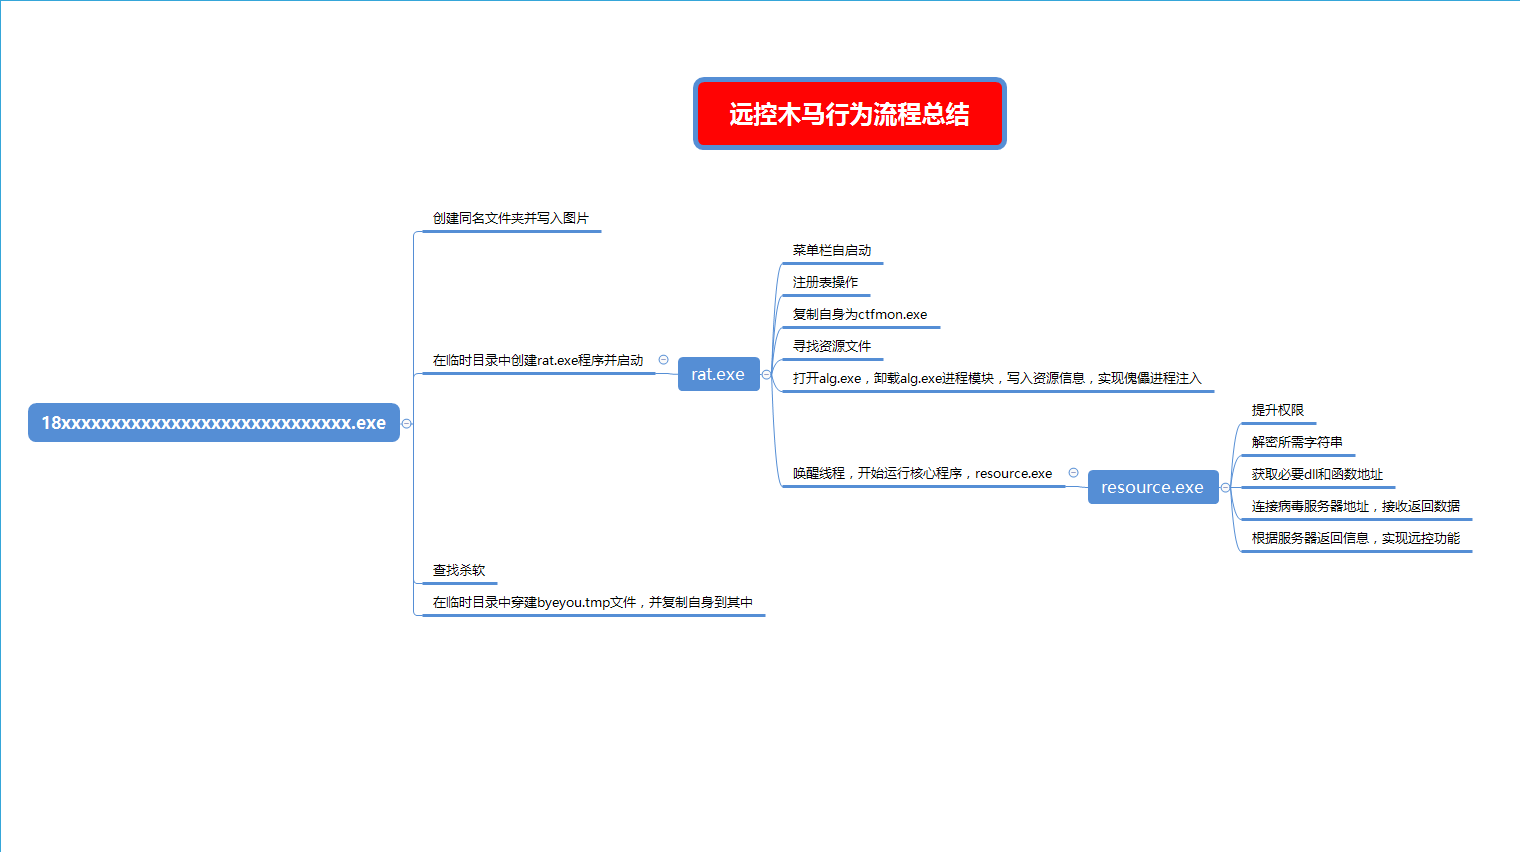 远控木马行为流程总结
创建同名文件夹并写入图片
菜单栏自启动
注册表操作
复制自身为ctfmon.exe
寻找资源文件
在临时目录中创建rat.exe程序并启动
rat.exe
打开alg.exe，卸载alg.exe进程模块，写入资源信息，实现傀儡进程注入
提升权限
18xxxxxxxxxxxxxxxxxxxxxxxxxxxxx.exe
解密所需字符串
唤醒线程，开始运行核心程序，resource.exe
resource.exe
获取必要dll和函数地址
连接病毒服务器地址，接收返回数据
根据服务器返回信息，实现远控功能
查找杀软
在临时目录中穿建byeyou.tmp文件，并复制自身到其中